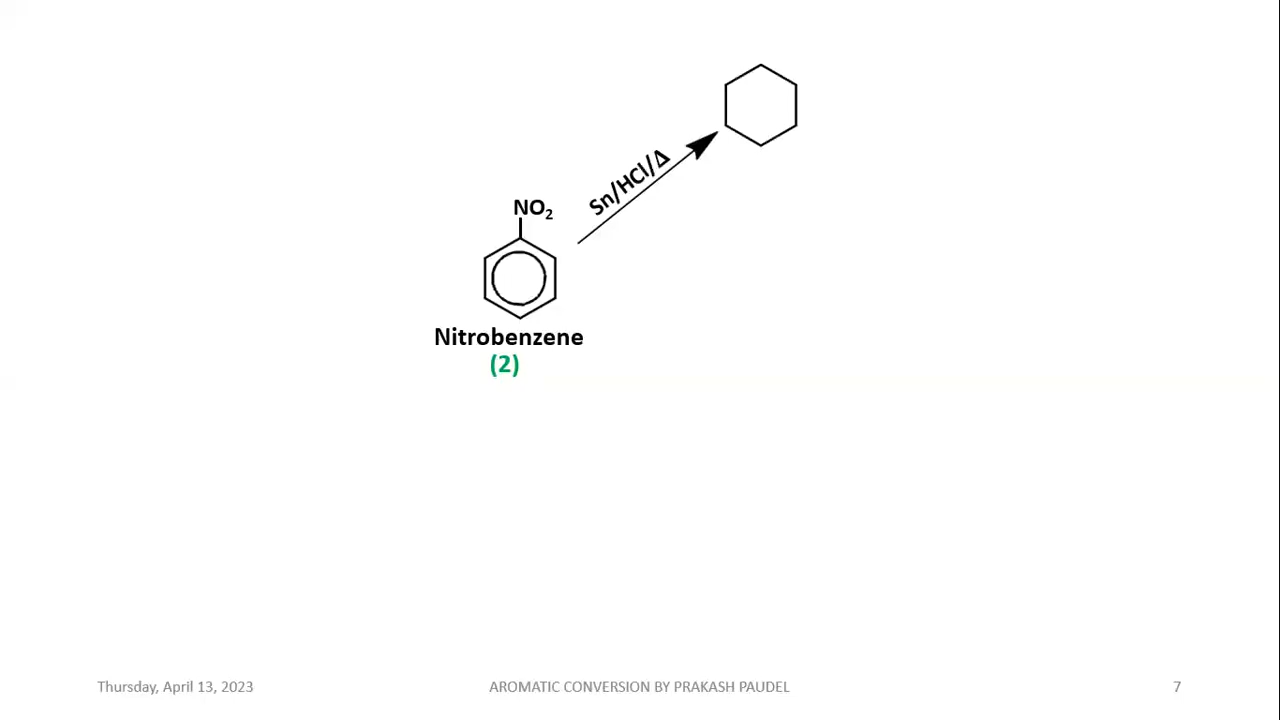 Sn/HCl/Δ
NO₂
Nitrobenzene
(2)
Thursday, April 13, 2023
AROMATIC CONVERSION BY PRAKASH PAUDEL
7